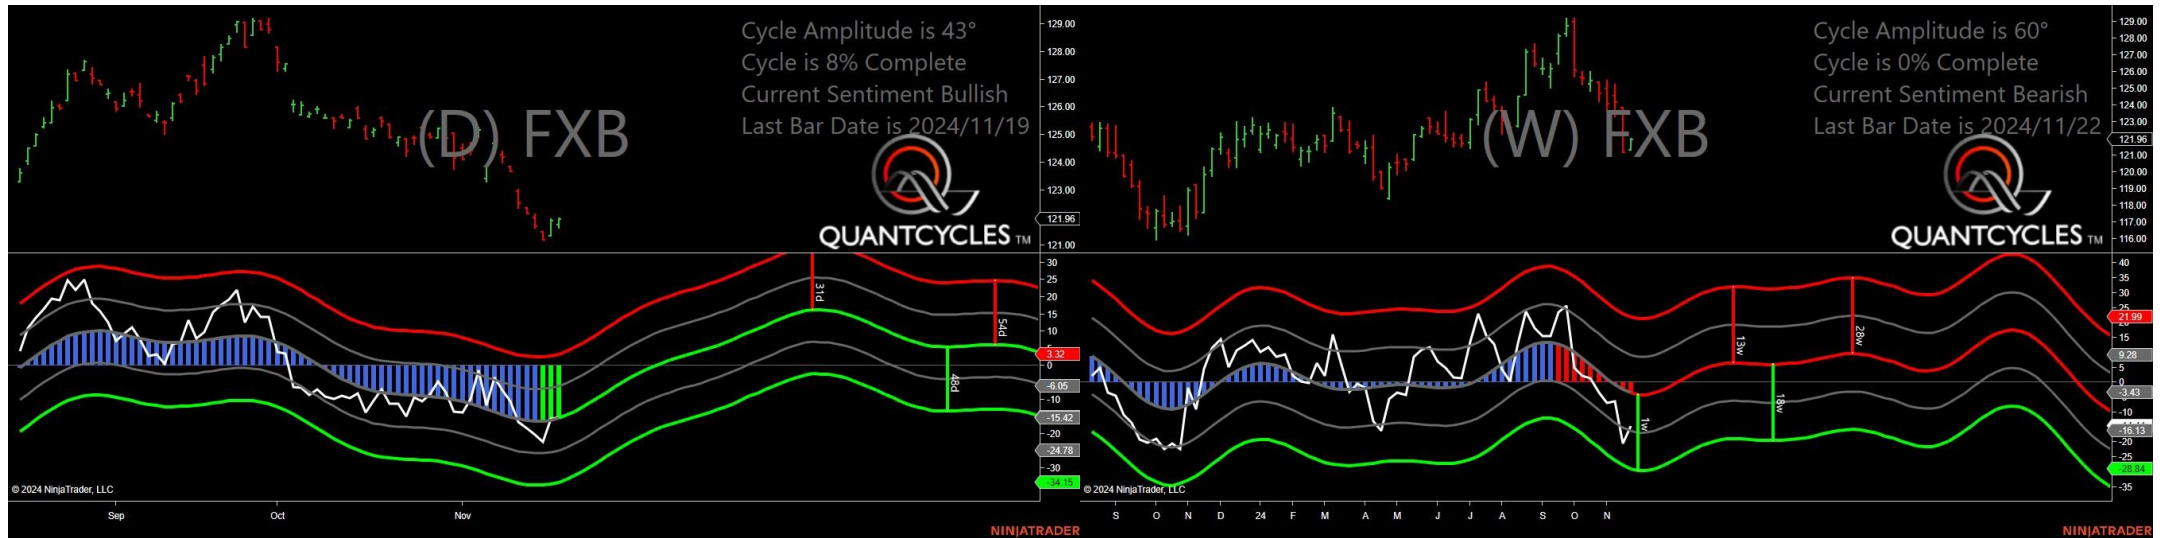 Cycle Amplitude is 43°
Cycle is 8% Complete
Current Sentiment Bullish
Last Bar Date is 2024/11/19
(D) FXB
QUANTCYCLES TM
129.00
128.00
127.00
126.00
125.00
124.00
123.00
121.96
121.00
31d
48d
54d
30
25
20
15
10
5
3.32
0
-6.05
-10
-15.42
-20
-24.78
-30
-34.15
© 2024 NinjaTrader, LLC
Sep Oct Nov
NINJATRADER
Cycle Amplitude is 60°
Cycle is 0% Complete
Current Sentiment Bearish
Last Bar Date is 2024/11/22
(W) FXB
QUANTCYCLES TM
129.00
128.00
127.00
126.00
125.00
124.00
123.00
121.96
121.00
120.00
119.00
118.00
117.00
116.00
1w
13w
18w
28w
40
35
30
25
21.99
15
9.28
5
0
-3.43
-10
-16.13
-20
-25
-28.84
-35
© 2024 NinjaTrader, LLC
S O N D 24 F M A M J J A S O N
NINJATRADER